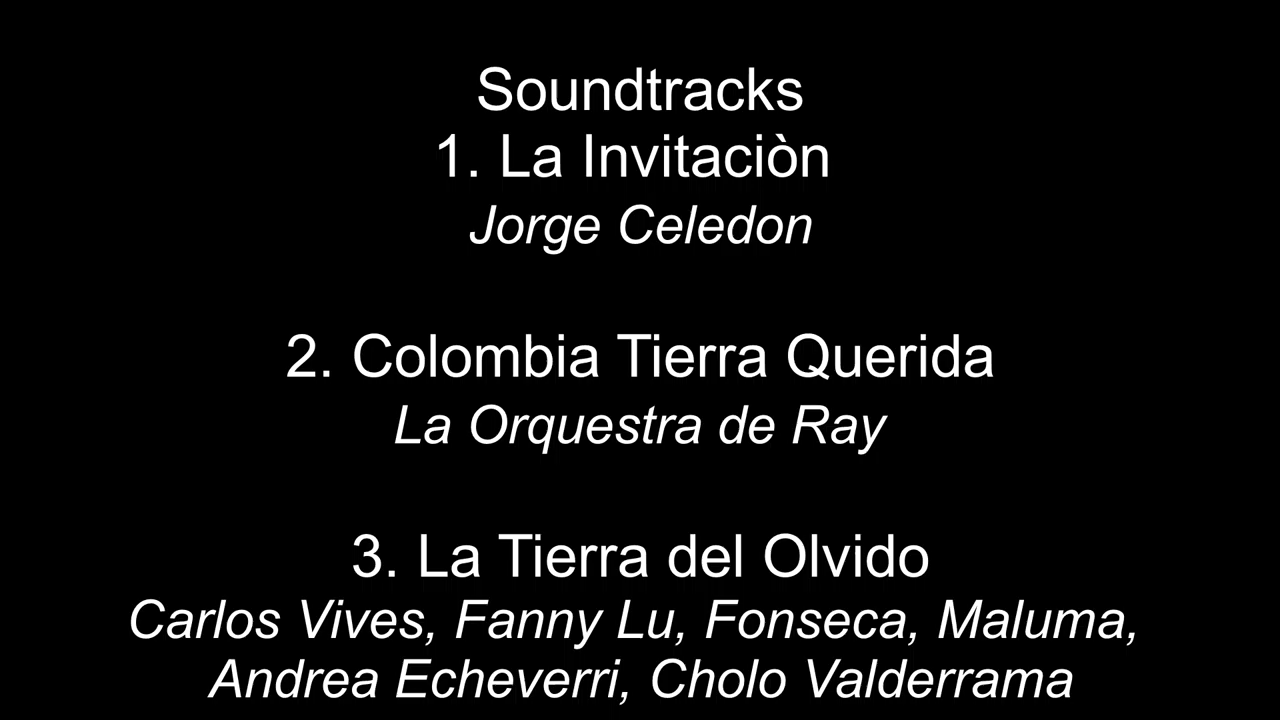 Soundtracks
1. La Invitaciòn
Jorge Celedon
2. Colombia Tierra Querida
La Orquestra de Ray
3. La Tierra del Olvido
Carlos Vives, Fanny Lu, Fonseca, Maluma,
Andrea Echeverri, Cholo Valderrama